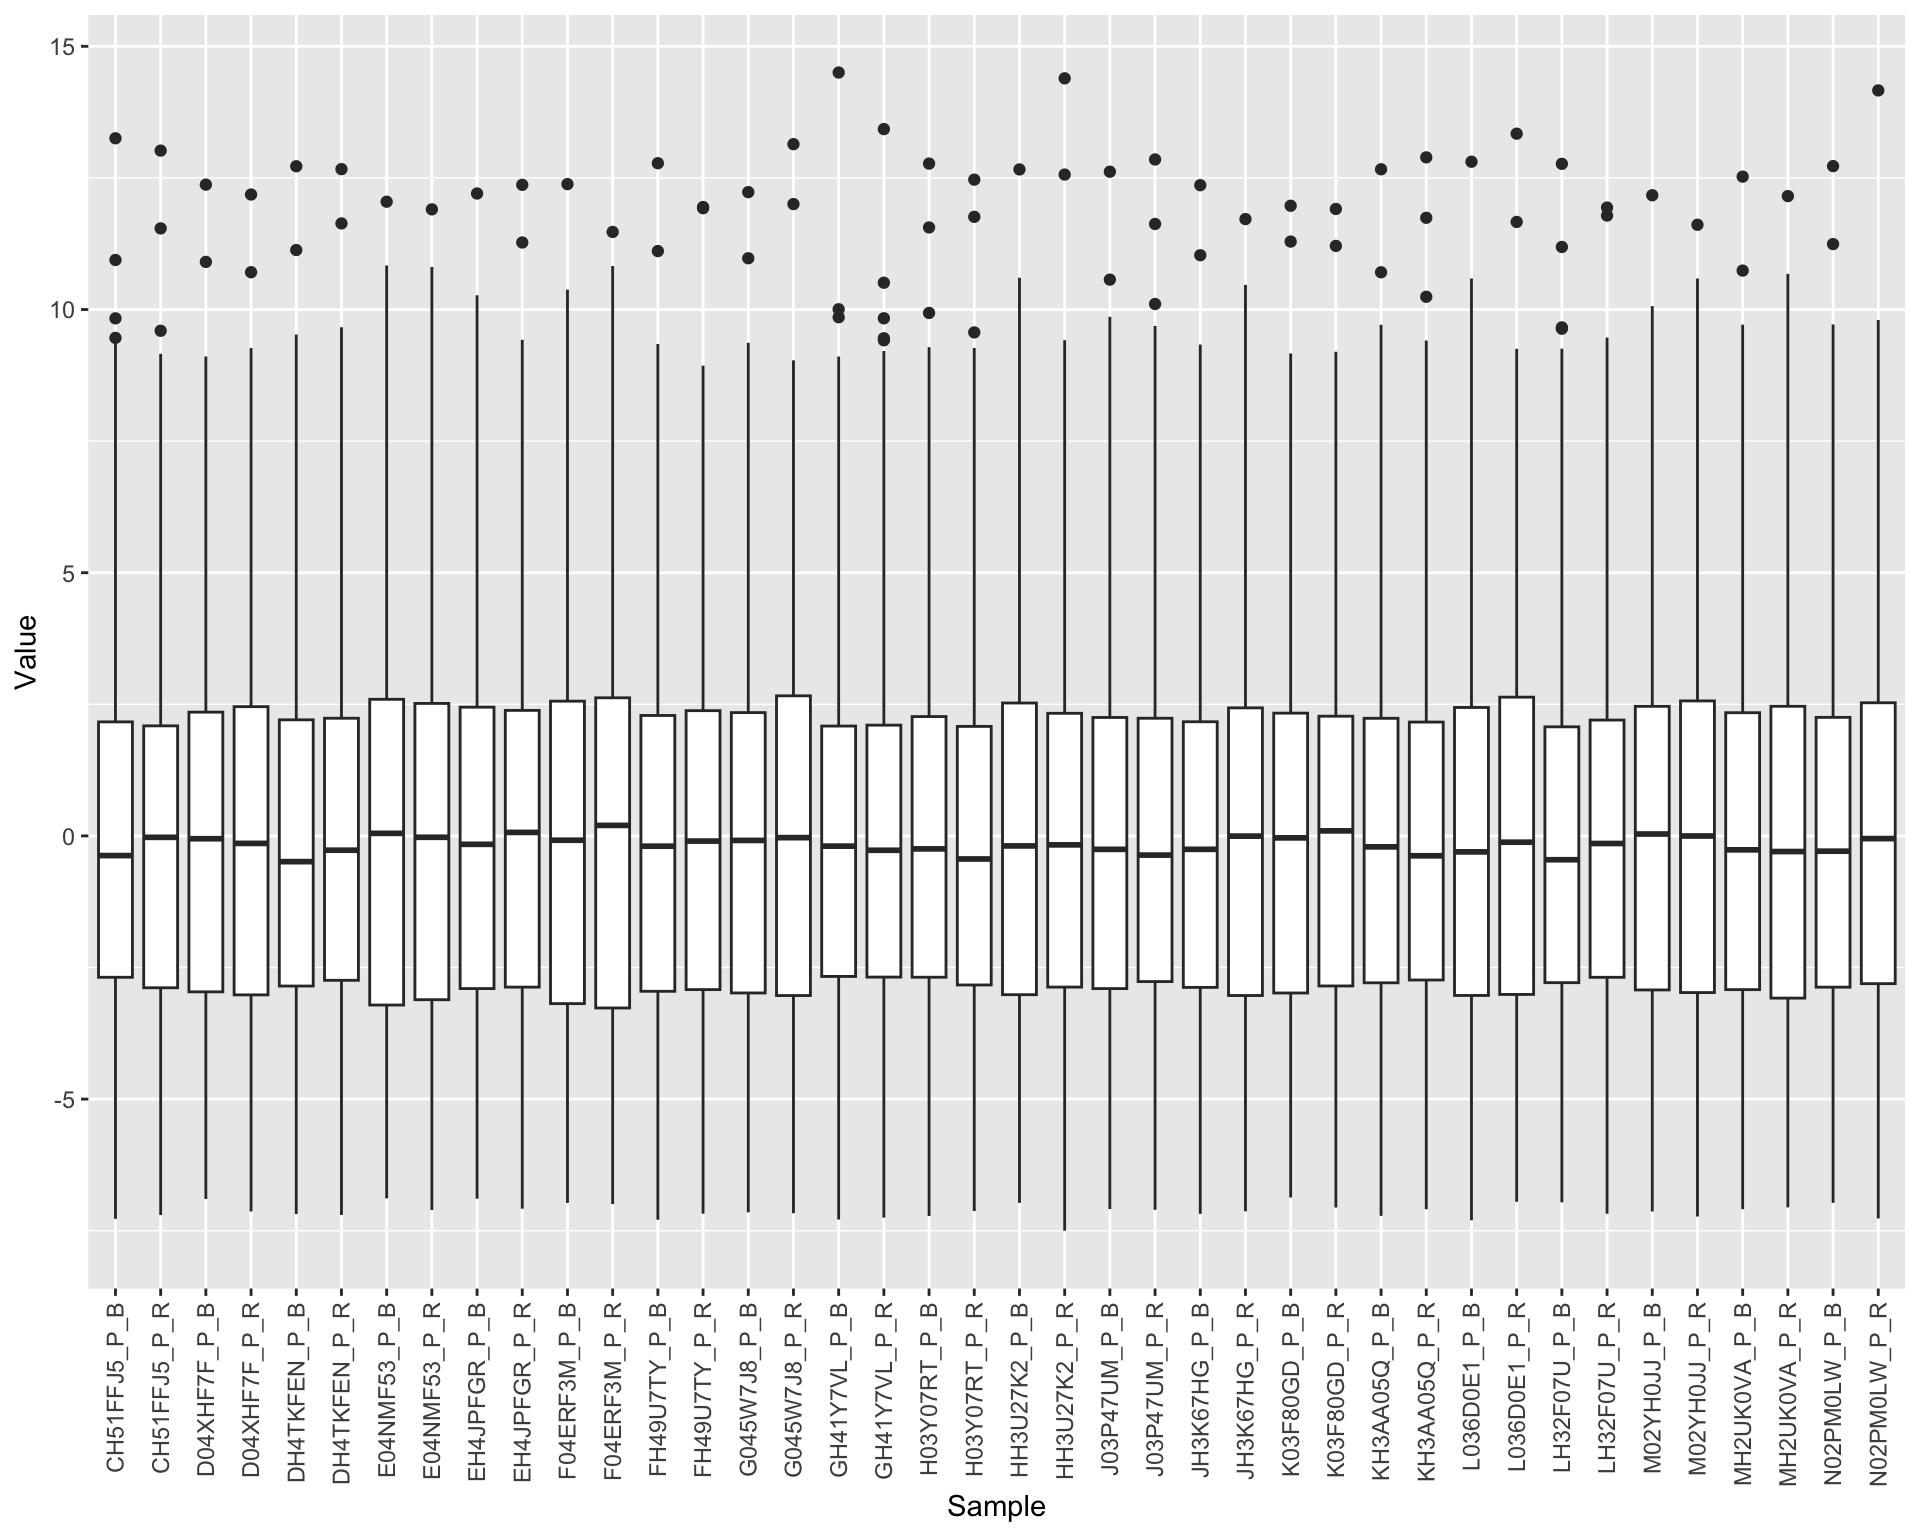 15
10
5
0
-5
Value
CH51FFJ5_P_B
CH51FFJ5_P_R
D04XHF7F_P_B
D04XHF7F_P_R
DH4TKFEN_P_B
DH4TKFEN_P_R
E04NMF53_P_B
E04NMF53_P_R
EH4JPFGR_P_B
EH4JPFGR_P_R
F04ERF3M_P_B
F04ERF3M_P_R
FH49U7TY_P_B
FH49U7TY_P_R
G045W7J8_P_B
G045W7J8_P_R
GH41Y7VL_P_B
GH41Y7VL_P_R
H03Y07RT_P_B
H03Y07RT_P_R
HH3U27K2_P_B
HH3U27K2_P_R
J03P47UM_P_B
J03P47UM_P_R
JH3K67HG_P_B
JH3K67HG_P_R
K03F80GD_P_B
K03F80GD_P_R
KH3AA05Q_P_B
KH3AA05Q_P_R
L036D0E1_P_B
L036D0E1_P_R
LH32F07U_P_B
LH32F07U_P_R
M02YH0JJ_P_B
M02YH0JJ_P_R
MH2UK0VA_P_B
MH2UK0VA_P_R
N02PM0LW_P_B
N02PM0LW_P_R
Sample